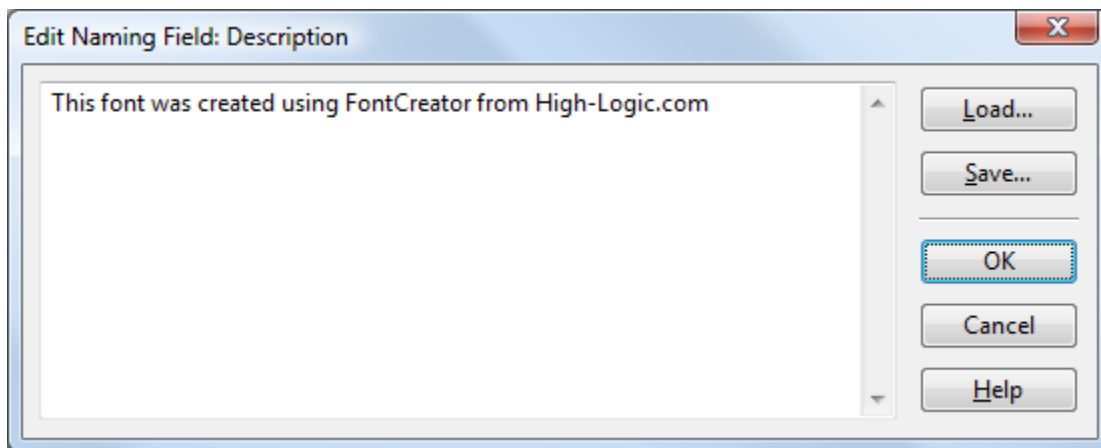 Edit Naming Field: Description
This font was created using FontCreator from High-Logic.com
Load...
Save...
OK
Cancel
Help